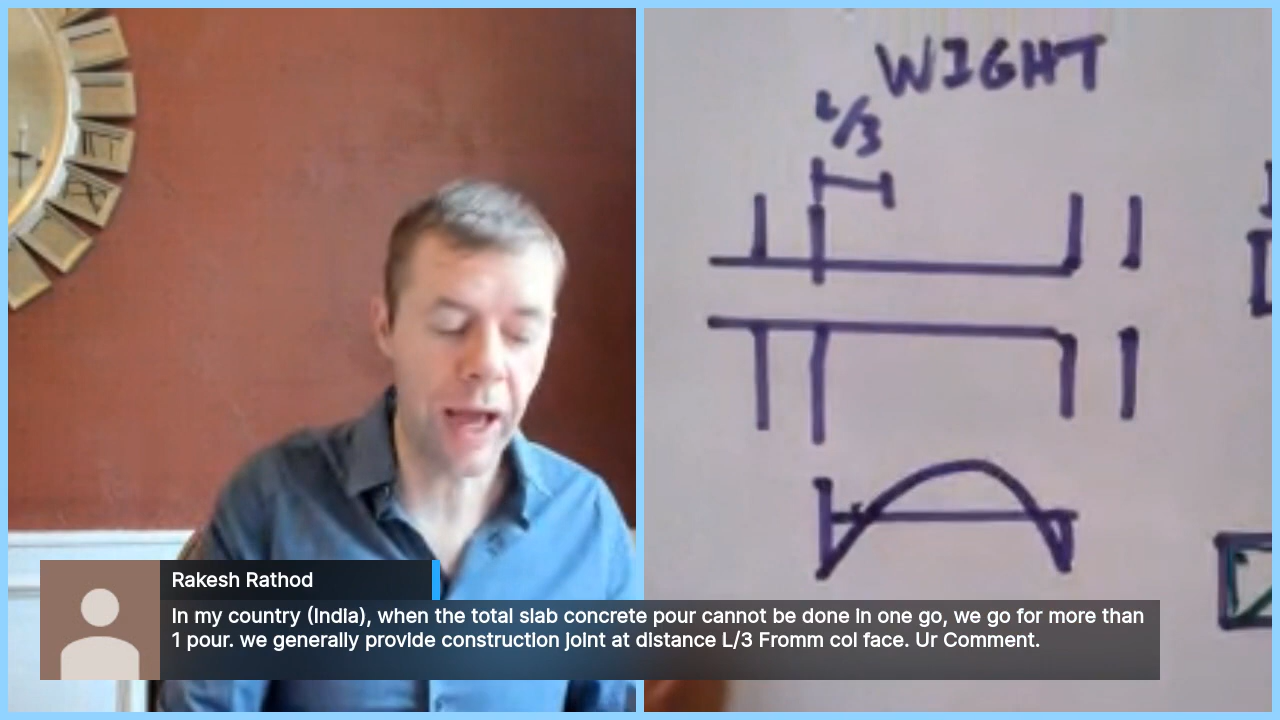 WIGHT
L/3
Rakesh Rathod
In my country (India), when the total slab concrete pour cannot be done in one go, we go for more than
1 pour. we generally provide construction joint at distance L/3 Fromm col face. Ur Comment.